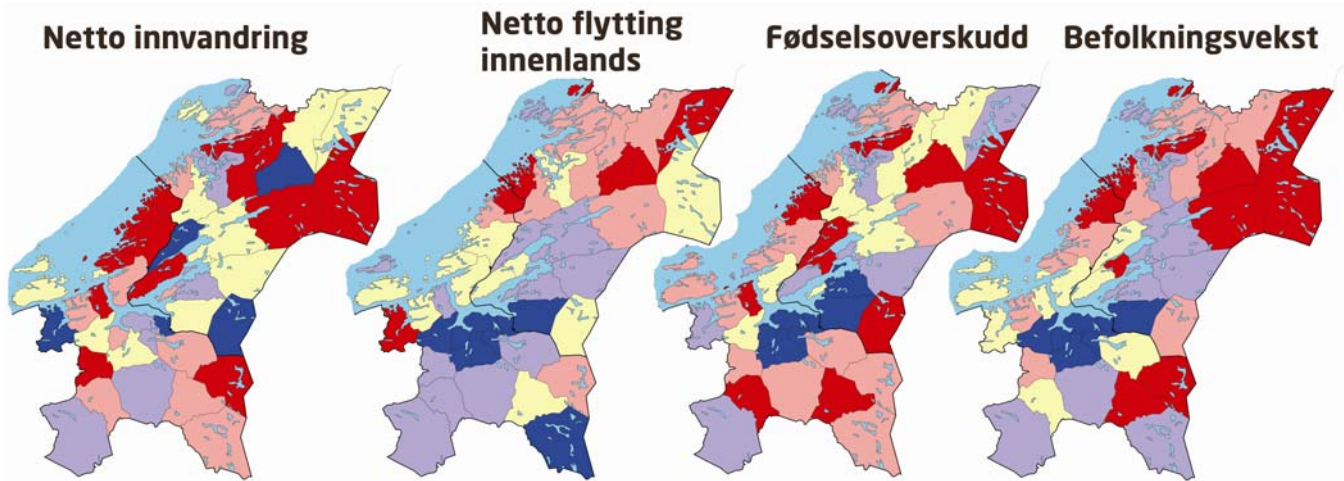 Netto innvandring
Netto flytting
innenlands
Fødselsoverskudd
Befolkningsvekst